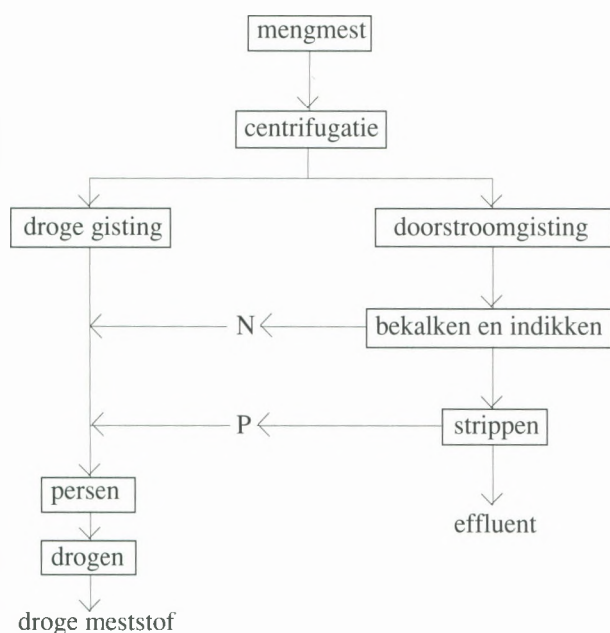 mengmest
centrifugatie
droge gisting
doorstroomgisting
N
bekalken en indikken
P
strippen
persen
effluent
drogen
droge meststof